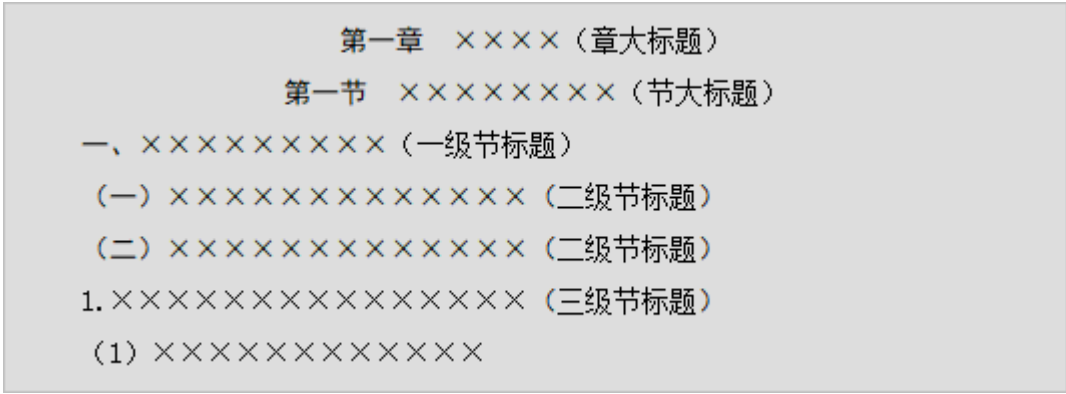 第一章　××××（章大标题）
第一节　××××××××（节大标题）
一、×××××××××（一级节标题）
（一）×××××××××××××（二级节标题）
（二）×××××××××××××（二级节标题）
1.×××××××××××××××（三级节标题）
（1）××××××××××××